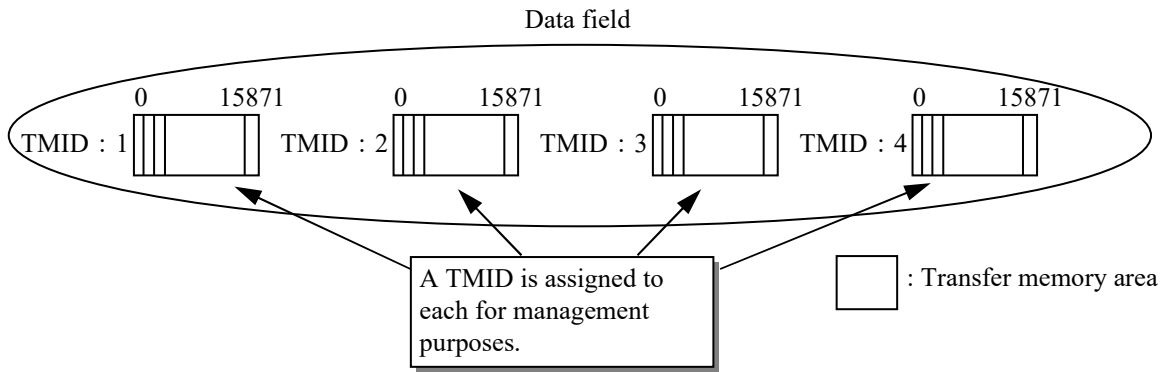 Data field
0 15871 0 15871 0 15871 0 15871
TMID : 1 TMID : 2 TMID : 3 TMID : 4
A TMID is assigned to
each for management
purposes.
: Transfer memory area